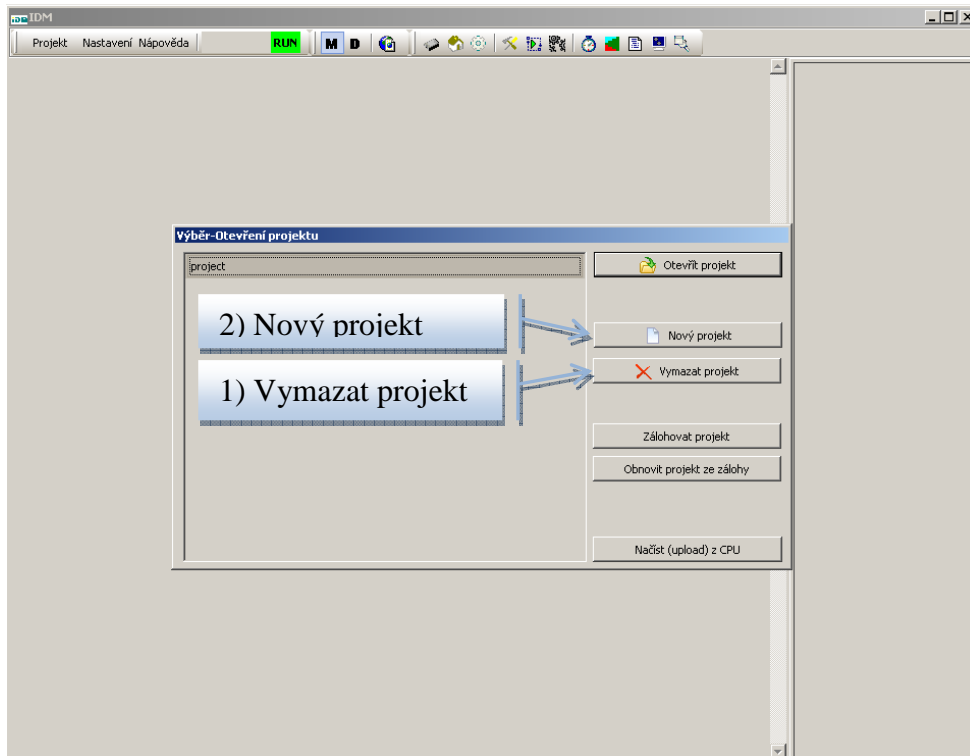 IDM
Projekt Nastavení Nápověda RUN M D
Výběr-Otevření projektu
project
Otevřít projekt
2) Nový projekt
Nový projekt
1) Vymazat projekt
Vymazat projekt
Zálohovat projekt
Obnovit projekt ze zálohy
Načíst (upload) z CPU